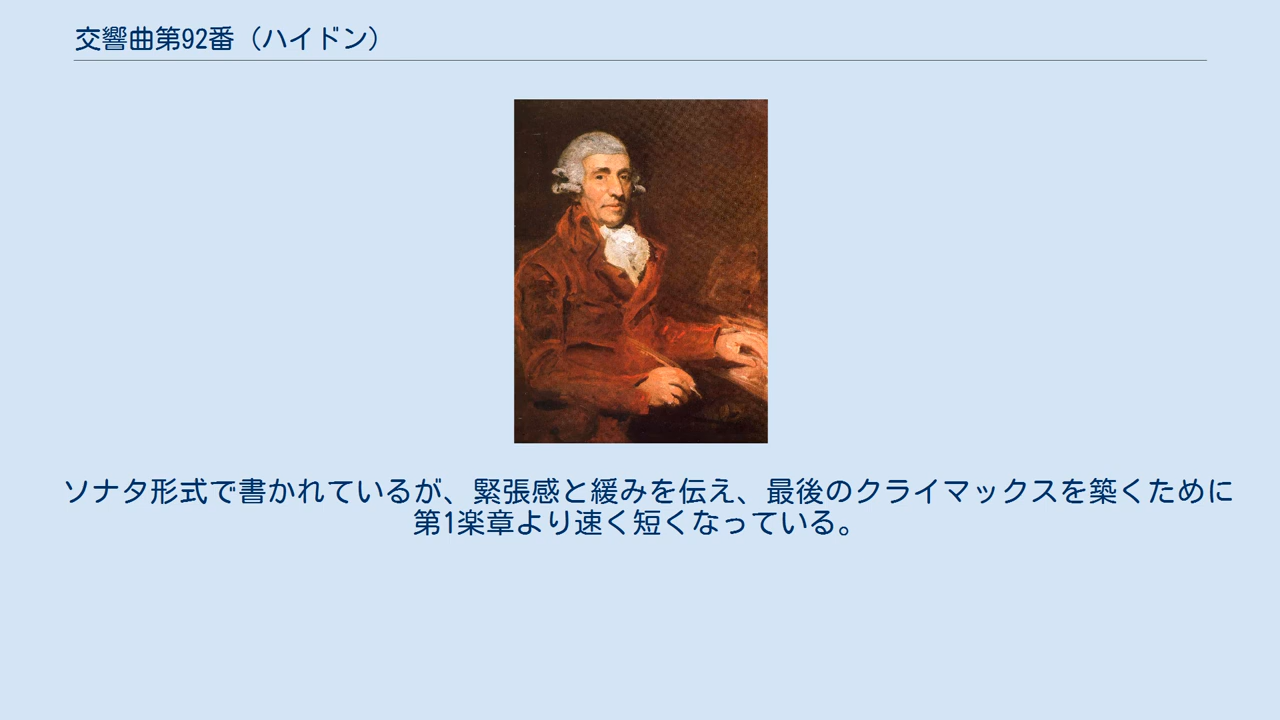 交響曲第92番（ハイドン）
ソナタ形式で書かれているが、緊張感と緩みを伝え、最後のクライマックスを築くために
第1楽章より速く短くなっている。